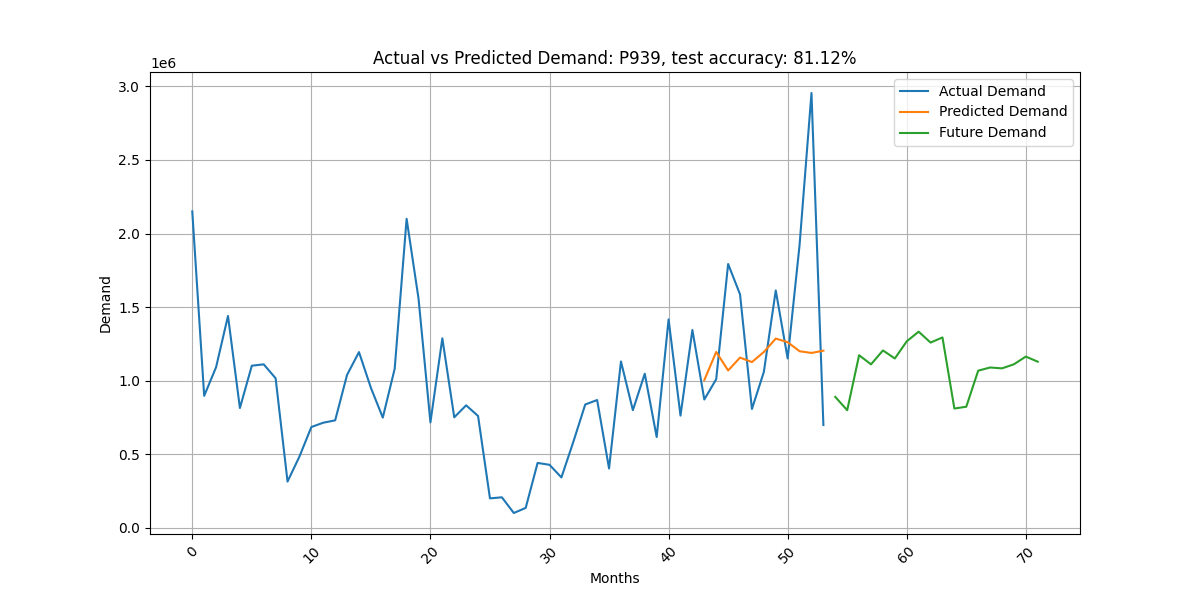 Actual vs Predicted Demand: P939, test accuracy: 81.12%
1e6
3.0
2.5
2.0
1.5
1.0
0.5
0.0
Demand
Actual Demand
Predicted Demand
Future Demand
0
10
20
30
40
50
60
70
Months